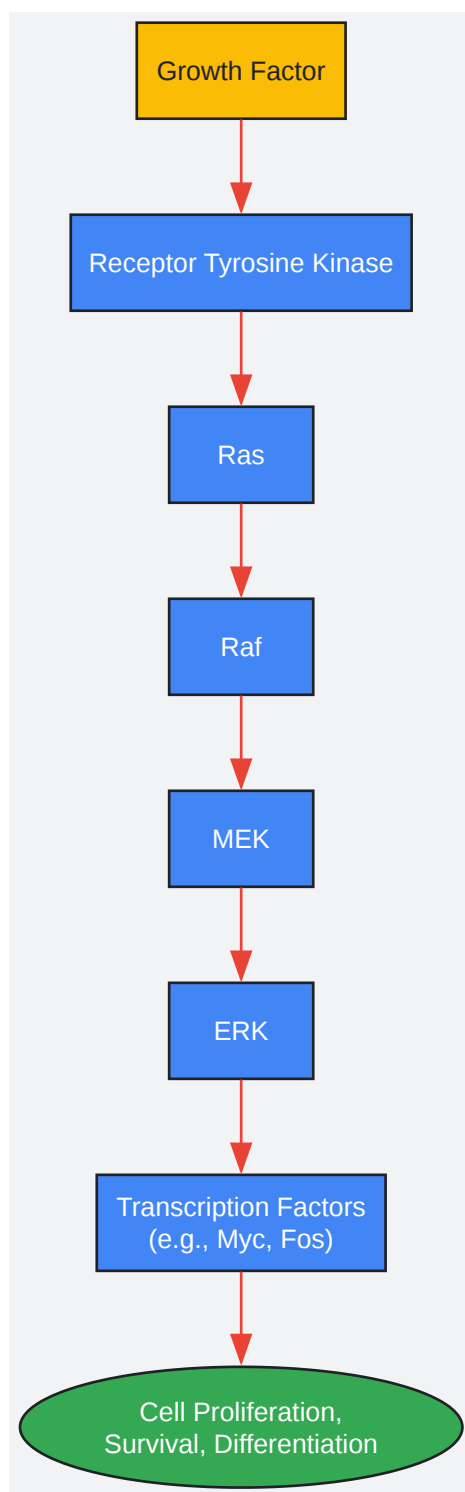 Growth Factor
Receptor Tyrosine Kinase
Ras
Raf
MEK
ERK
Transcription Factors
(e.g., Myc, Fos)
Cell Proliferation,
Survival, Differentiation